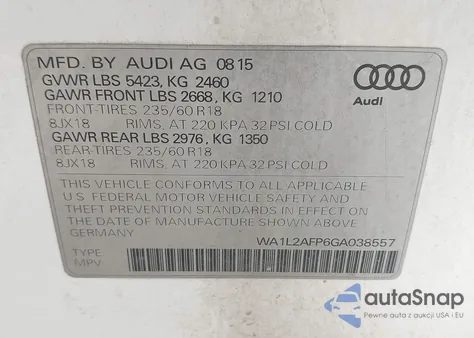 MFD. BY AUDI AG 08 15
GVWR LBS 5423, KG 2460
GAWR FRONT LBS 2668, KG 1210
FRONT-TIRES 235/60 R18
8JX18 RIMS, AT 220 KPA 32 PSI COLD
GAWR REAR LBS 2976, KG 1350
REAR-TIRES 235/60 R18
8JX18 RIMS, AT 220 KPA 32 PSI COLD
Audi
THIS VEHICLE CONFORMS TO ALL APPLICABLE
U.S FEDERAL MOTOR VEHICLE SAFETY AND
THEFT PREVENTION STANDARDS IN EFFECT ON THE
DATE OF MANUFACTURE SHOWN ABOVE.
GERMANY
WA1L2AFP6GA038557
TYPE
MPV
autoSnap
Pewne auta z aukcji USA i EU